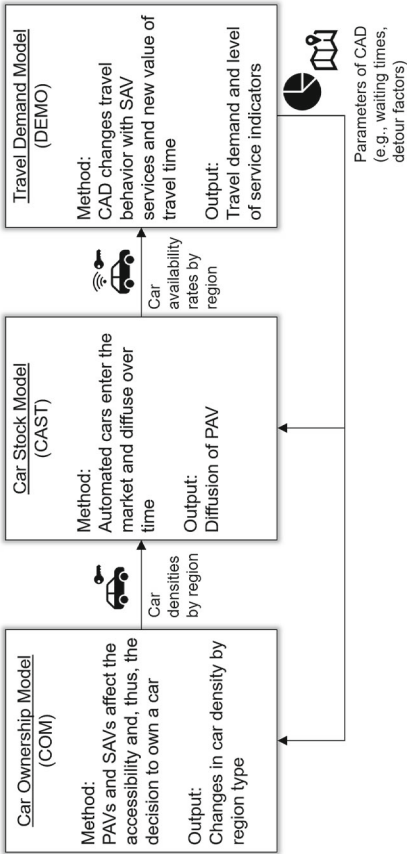 Car Ownership Model
(COM)
Method:
PAVs and SAVs affect the
accessibility and, thus, the
decision to own a car
Output:
Changes in car density by
region type
Car
densities
by region
Car Stock Model
(CAST)
Method:
Automated cars enter the
market and diffuse over
time
Output:
Diffusion of PAV
Car
availability
rates by
region
Travel Demand Model
(DEMO)
Method:
CAD changes travel
behavior with SAV
services and new value of
travel time
Output:
Travel demand and level
of service indicators
Parameters of CAD
(e.g., waiting times,
detour factors)